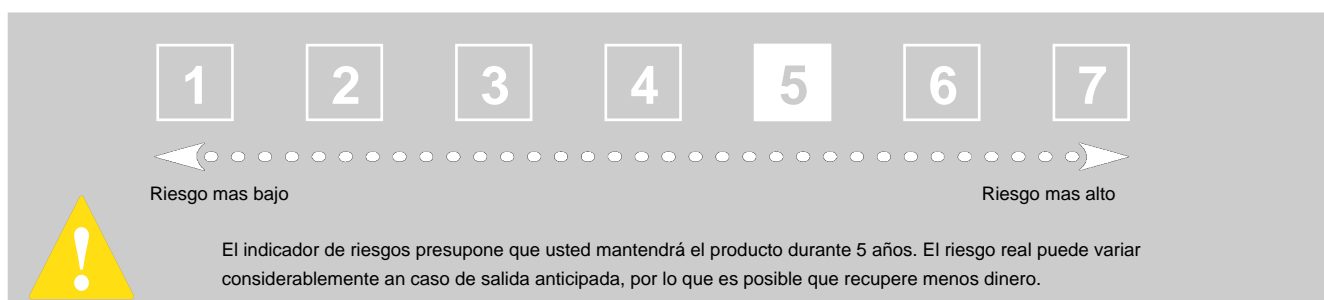 1 2 3 4 5 6 7
Riesgo mas bajo Riesgo mas alto
El indicador de riesgos presupone que usted mantendrá el producto durante 5 años. El riesgo real puede variar
considerablemente an caso de salida anticipada, por lo que es posible que recupere menos dinero.